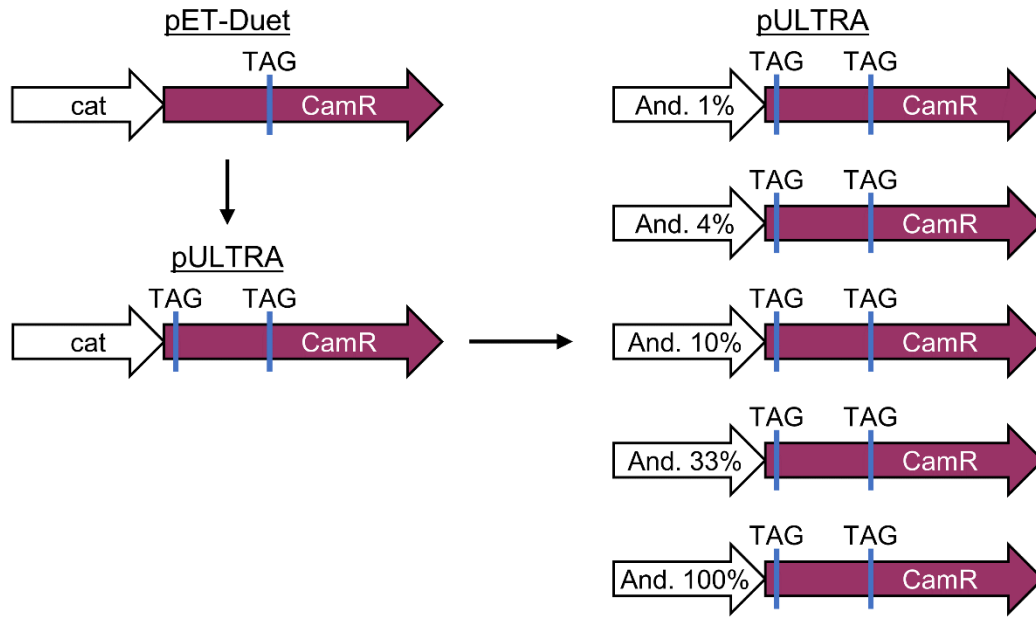 pET-Duet
TAG
cat CamR
pULTRA
TAG TAG
cat CamR
pULTRA
TAG TAG
And. 1% CamR
TAG TAG
And. 4% CamR
TAG TAG
And. 10% CamR
TAG TAG
And. 33% CamR
TAG TAG
And. 100% CamR